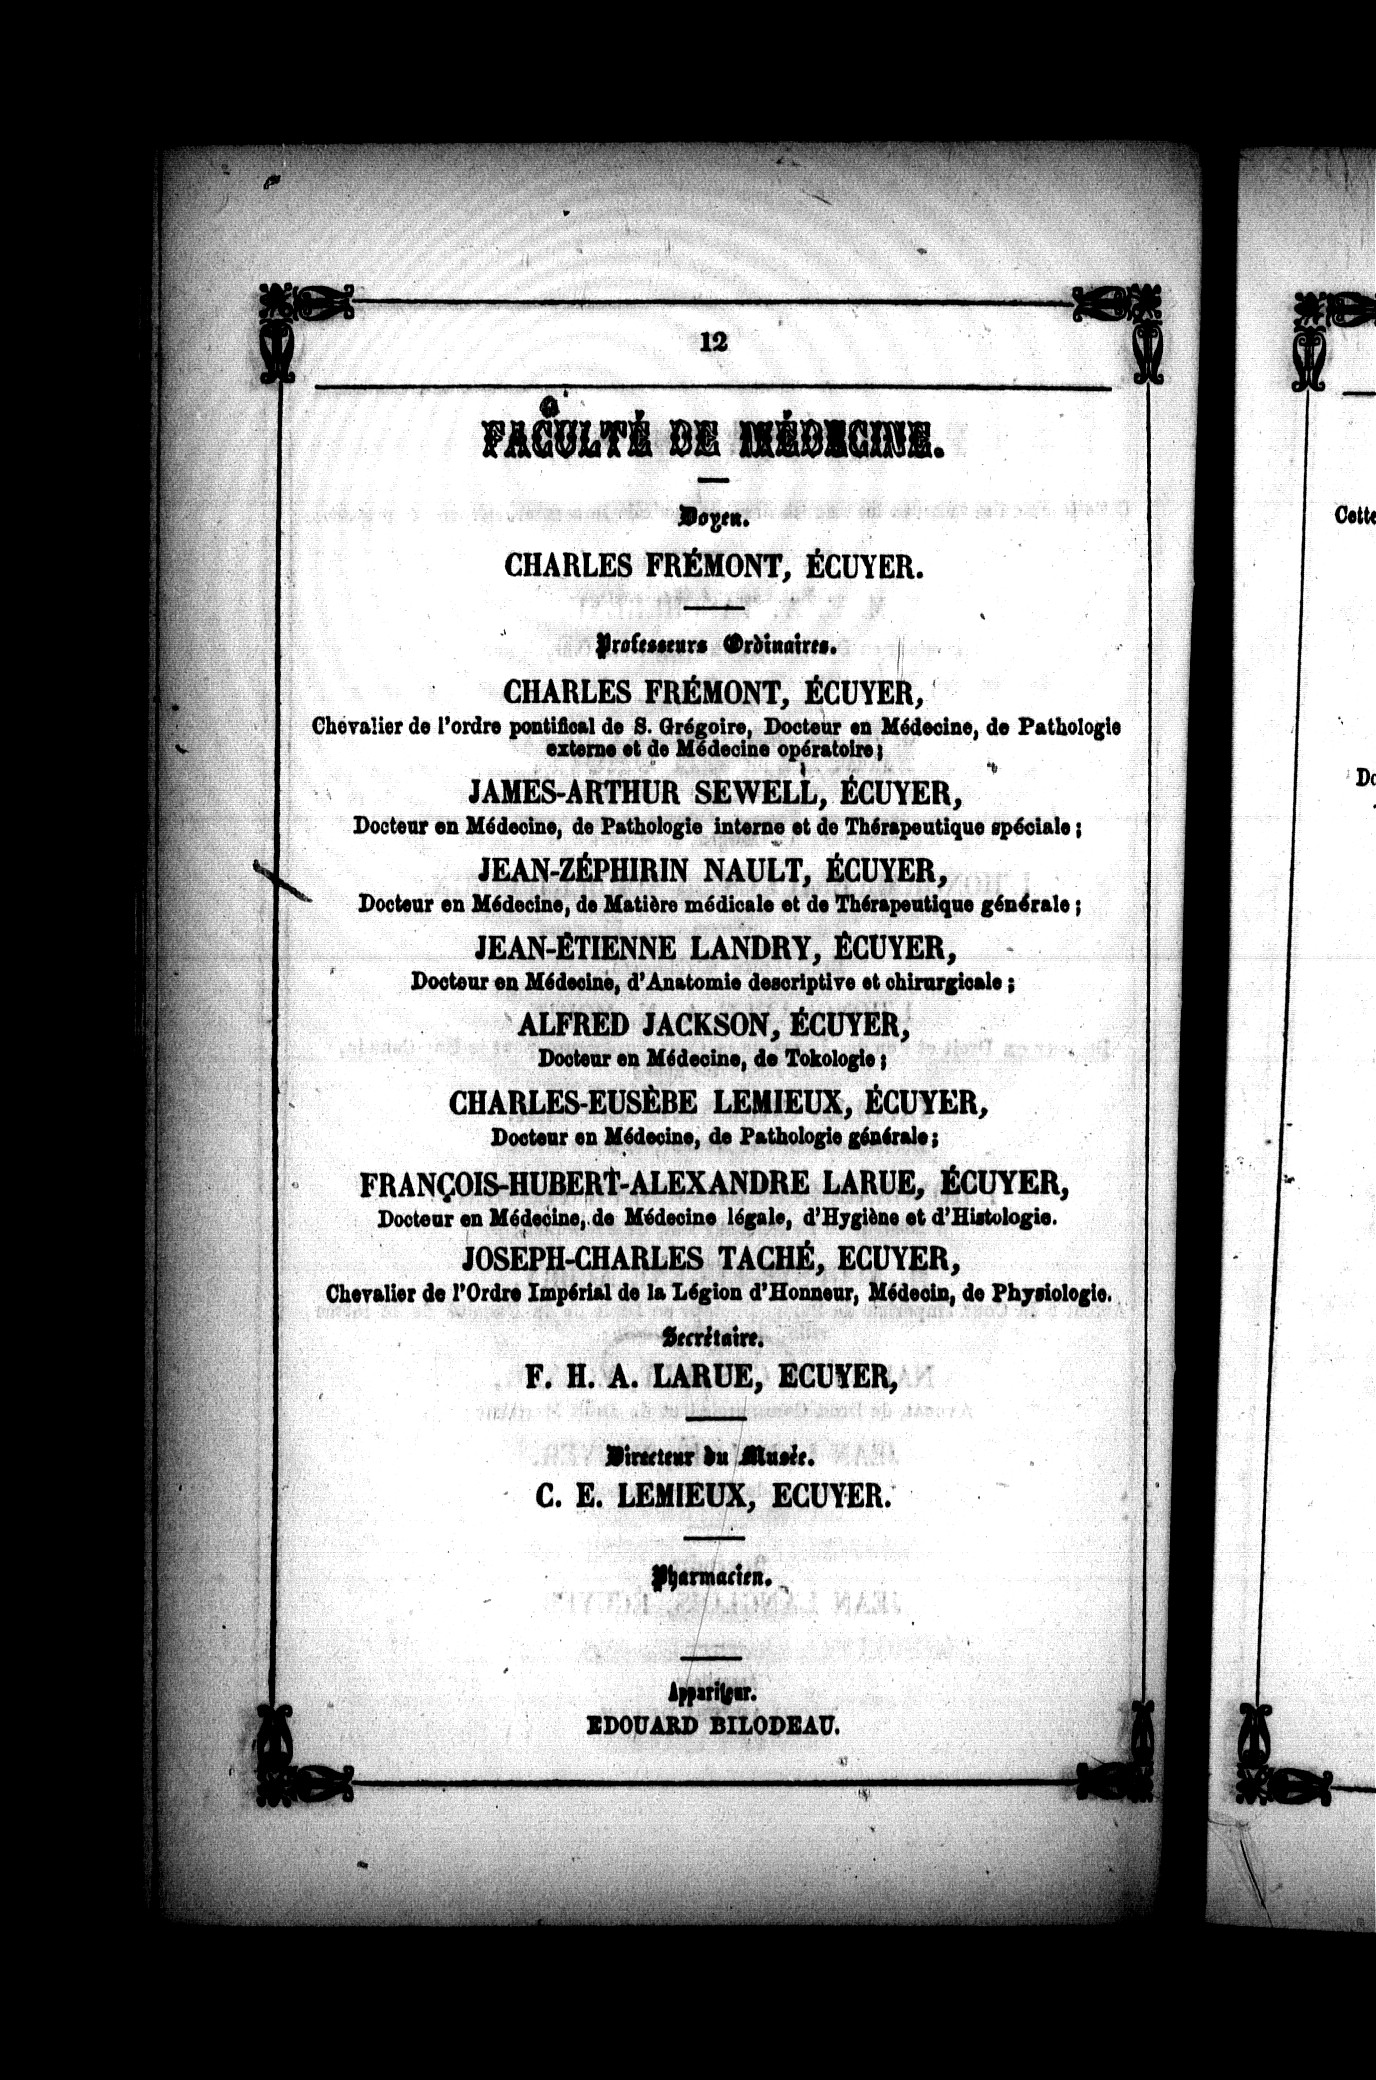 12
FACULTÉ DE MÉDECINE.
Doyen.
CHARLES FRÉMONT, ÉCUYER.
Professeurs Ordinaires.
CHARLES FRÉMONT, ÉCUYER,
Chevalier de l'ordre pontifical de S. Grégoire, Docteur en Médecine, de Pathologie
externe et de Médecine opératoire;
JAMES-ARTHUR SEWELL, ÉCUYER,
Docteur en Médecine, de Pathologie interne et de Thérapeutique spéciale;
JEAN-ZÉPHIRIN NAULT, ÉCUYER,
Docteur en Médecine, de Matière médicale et de Thérapeutique générale;
JEAN-ÉTIENNE LANDRY, ÉCUYER,
Docteur en Médecine, d'Anatomie descriptive et chirurgicale;
ALFRED JACKSON, ÉCUYER,
Docteur en Médecine, de Tokologie;
CHARLES-EUSÈBE LEMIEUX, ÉCUYER,
Docteur en Médecine, de Pathologie générale;
FRANÇOIS-HUBERT-ALEXANDRE LARUE, ÉCUYER,
Docteur en Médecine, de Médecine légale, d'Hygiène et d'Histologie.
JOSEPH-CHARLES TACHÉ, ECUYER,
Chevalier de l'Ordre Impérial de la Légion d'Honneur, Médecin, de Physiologie.
Secrétaire.
F. H. A. LARUE, ECUYER,
Directeur du Musée.
C. E. LEMIEUX, ECUYER.
Pharmacien.
Appariteur.
EDOUARD BILODEAU.
Cette